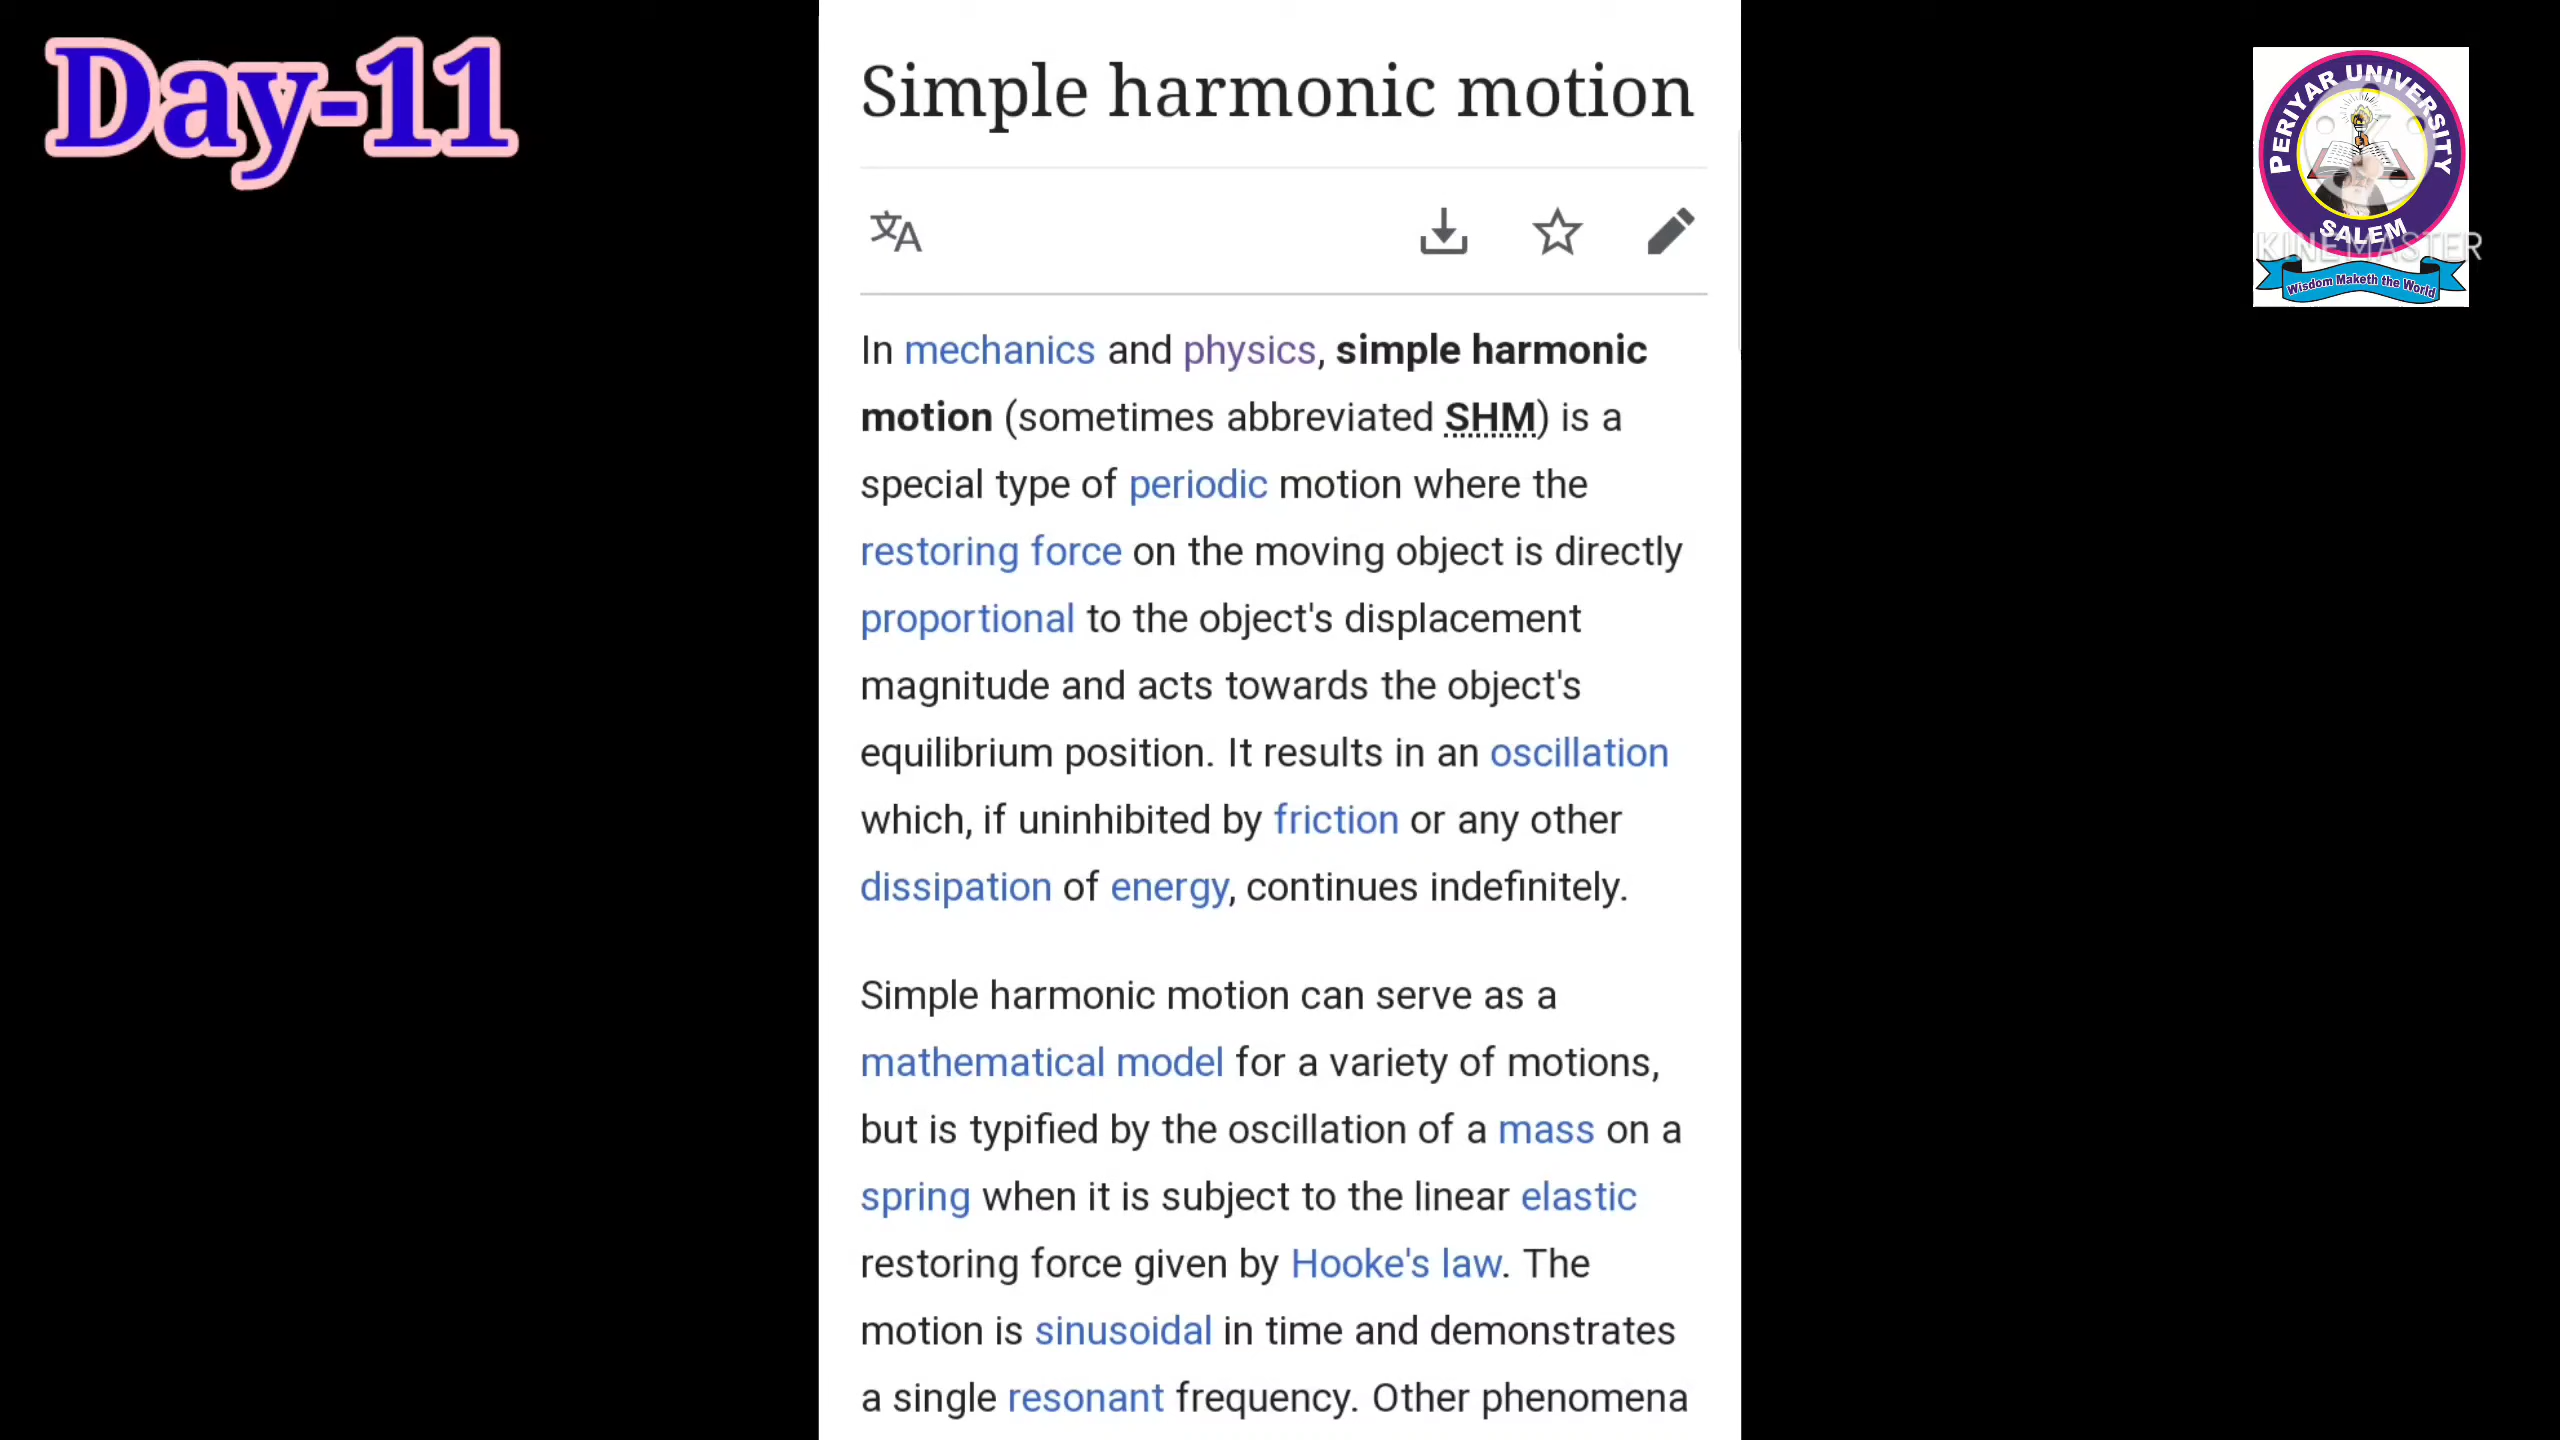 Day-11
Simple harmonic motion
In mechanics and physics, simple harmonic
motion (sometimes abbreviated SHM) is a
special type of periodic motion where the
restoring force on the moving object is directly
proportional to the object's displacement
magnitude and acts towards the object's
equilibrium position. It results in an oscillation
which, if uninhibited by friction or any other
dissipation of energy, continues indefinitely.
Simple harmonic motion can serve as a
mathematical model for a variety of motions,
but is typified by the oscillation of a mass on a
spring when it is subject to the linear elastic
restoring force given by Hooke's law. The
motion is sinusoidal in time and demonstrates
a single resonant frequency. Other phenomena
PERIYAR UNIVERSITY
SALEM
KINEMASTER
Wisdom Maketh the World